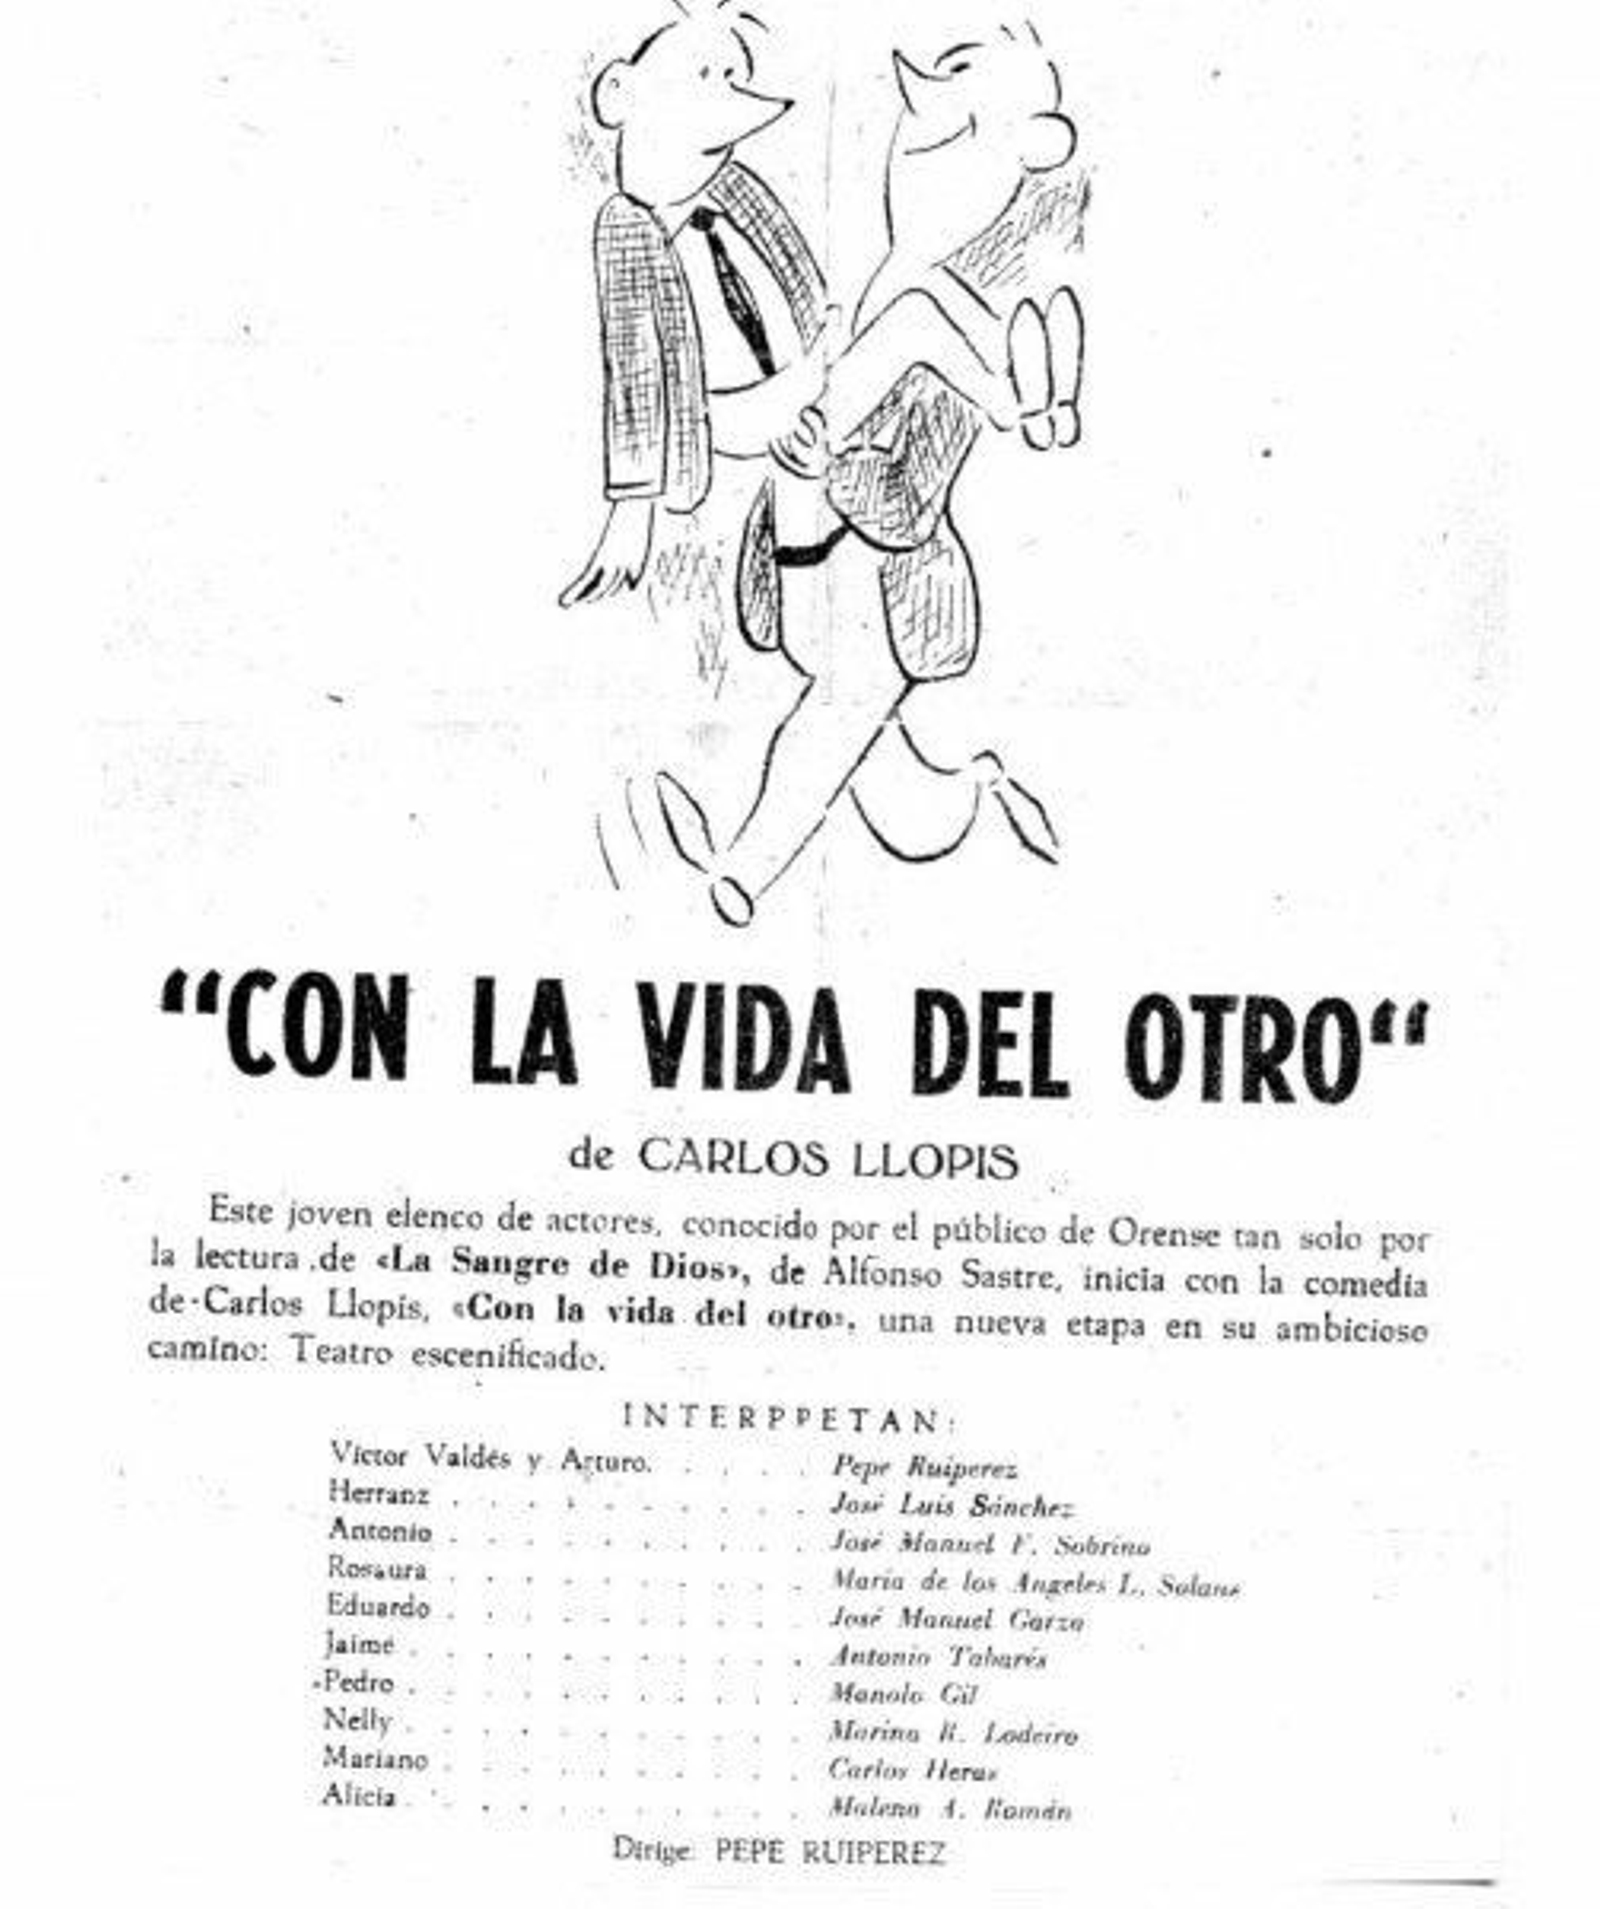 “CON LA VIDA DEL OTRO“
de CARLOS LLOPIS
Este joven elenco de actores, conocido por el público de Orense tan solo por
la lectura de «La Sangre de Dios», de Alfonso Sastre, inicia con la comedia
de Carlos Llopis, «Con la vida del otro», una nueva etapa en su ambicioso
camino: Teatro escenificado.
INTERPPETAN:
Víctor Valdés y Arturo. . . . . Pepe Ruiperez
Herranz . . . . . . . . . . José Luis Sánchez
Antonio . . . . . . . . . . José Manuel F. Sobrino
Rosaura . . . . . . . . . . María de los Angeles L. Solans
Eduardo . . . . . . . . . . José Manuel Garza
Jaime . . . . . . . . . . . Antonio Tabarés
Pedro . . . . . . . . . . . Manolo Gil
Nelly . . . . . . . . . . . Marina R. Lodeiro
Mariano . . . . . . . . . . Carlos Heras
Alicia . . . . . . . . . . . Malena A. Román
Dirige: PEPE RUIPEREZ